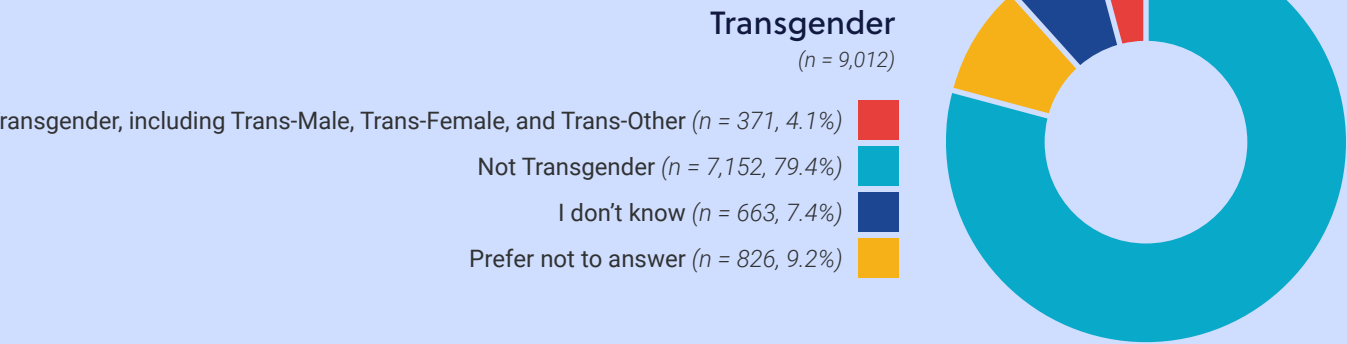 Transgender
(n = 9,012)
ransgender, including Trans-Male, Trans-Female, and Trans-Other (n = 371, 4.1%)
Not Transgender (n = 7,152, 79.4%)
I don’t know (n = 663, 7.4%)
Prefer not to answer (n = 826, 9.2%)